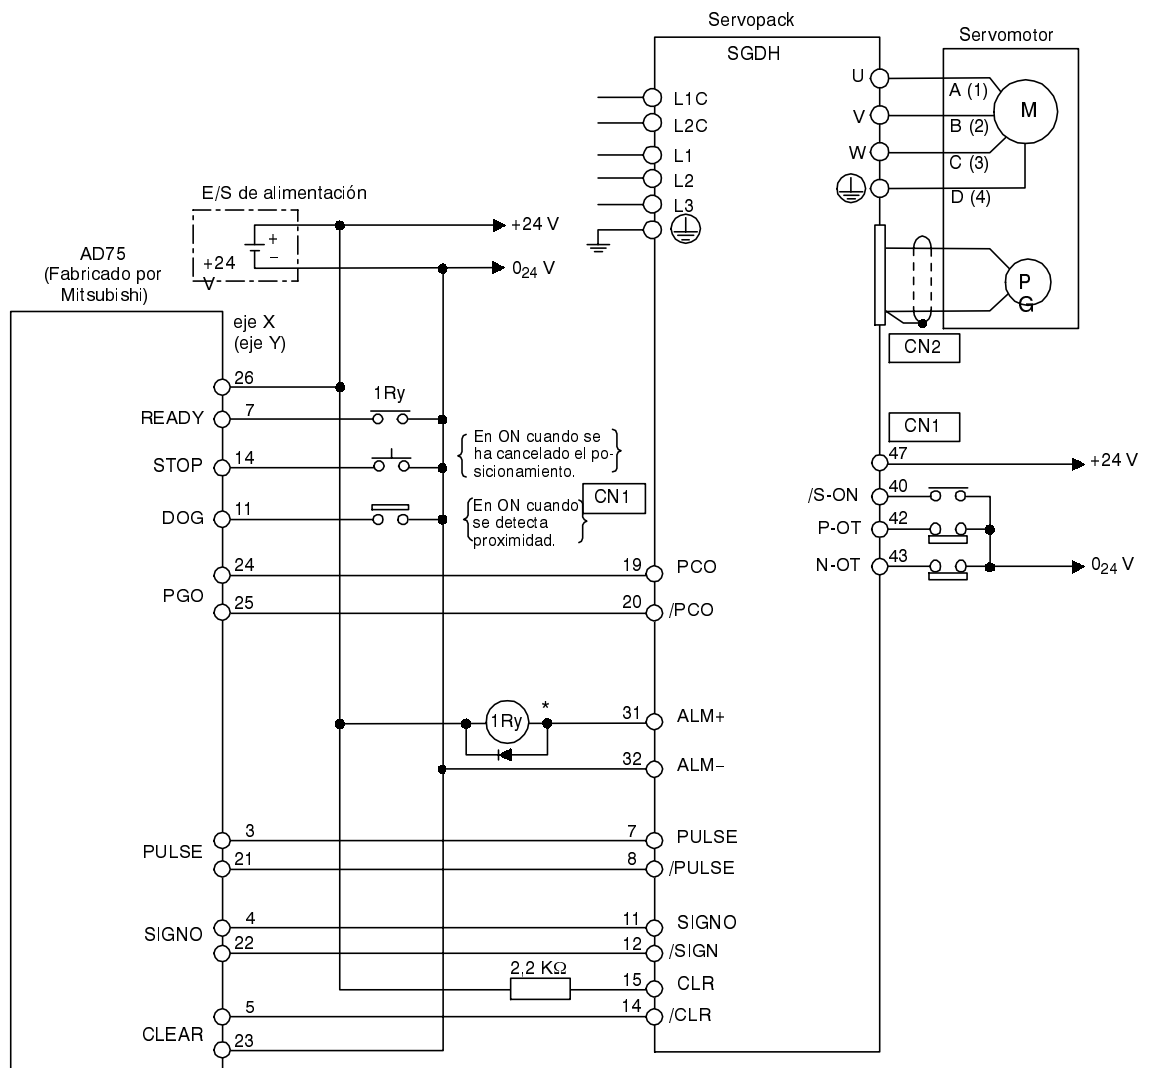 Servopack
SGDH
Servomotor
L1C
L2C
L1
L2
L3
U
V
W
A (1)
B (2)
C (3)
D (4)
M
P
G
CN2
E/S de alimentación
+
−
+24
V
+24 V
0₂₄ V
AD75
(Fabricado por
Mitsubishi)
eje X
(eje Y)
26
READY
7
1Ry
STOP
14
En ON cuando se
ha cancelado el po-
sicionamiento.
DOG
11
En ON cuando
se detecta
proximidad.
CN1
CN1
47
+24 V
/S-ON
40
P-OT
42
N-OT
43
0₂₄ V
24
19
PCO
PGO
25
20
/PCO
1Ry
*
31
ALM+
32
ALM−
PULSE
3
7
PULSE
21
8
/PULSE
SIGNO
4
11
SIGNO
22
12
/SIGN
2,2 KΩ
15
CLR
CLEAR
5
14
/CLR
23